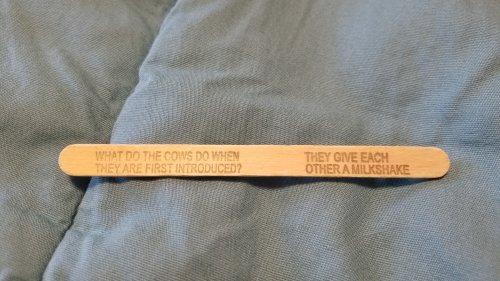 WHAT DO THE COWS DO WHEN
THEY ARE FIRST INTRODUCED?
THEY GIVE EACH
OTHER A MILKSHAKE